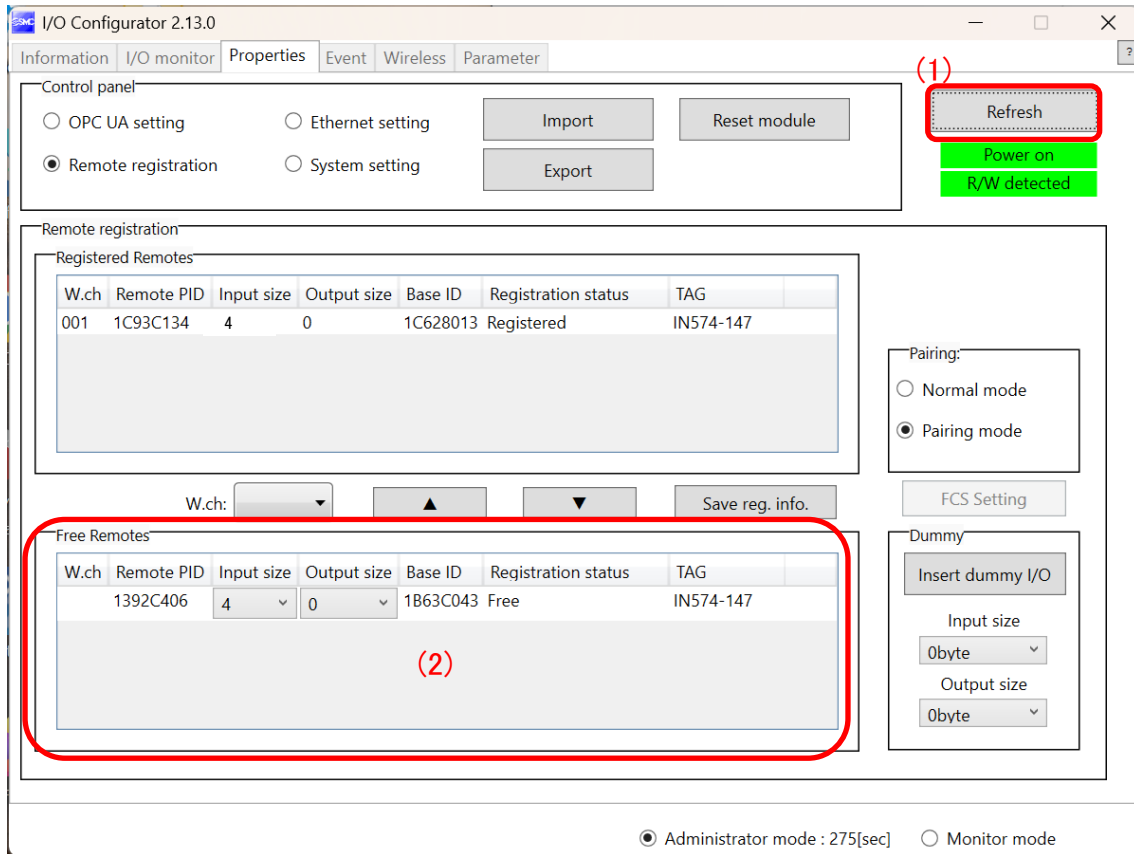 SMC I/O Configurator 2.13.0
Information I/O monitor Properties Event Wireless Parameter ?
(1)
Control panel
OPC UA setting Ethernet setting Import Reset module Refresh
Remote registration System setting Export Power on
R/W detected
Remote registration
Registered Remotes
W.ch Remote PID Input size Output size Base ID Registration status TAG
001 1C93C134 4 0 1C628013 Registered IN574-147
Pairing:
Normal mode
Pairing mode
W.ch: ▲ ▼ Save reg. info. FCS Setting
Free Remotes Dummy
W.ch Remote PID Input size Output size Base ID Registration status TAG Insert dummy I/O
1392C406 4 0 1B63C043 Free IN574-147
Input size
0byte
(2)
Output size
0byte
Administrator mode : 275[sec] Monitor mode